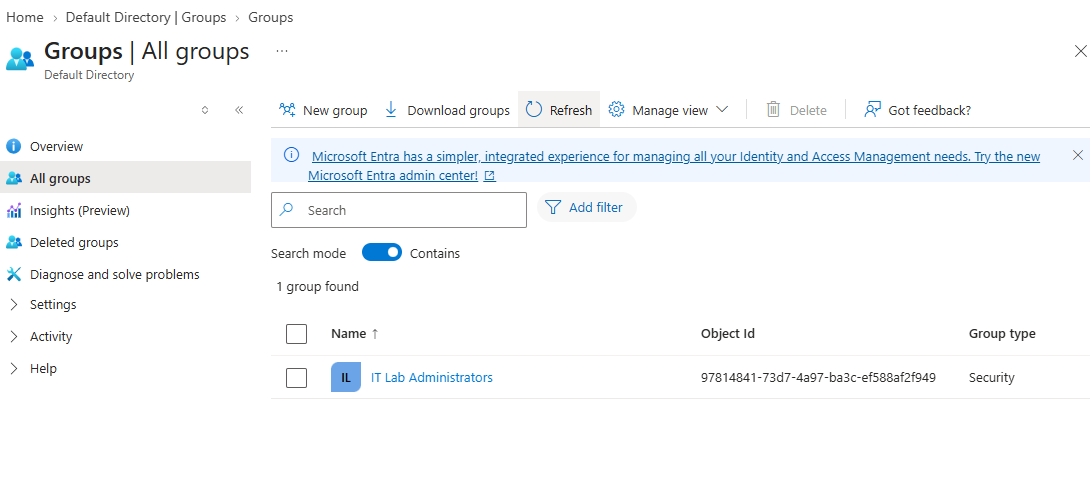 Home > Default Directory | Groups > Groups
Groups | All groups ...
Default Directory
New group Download groups Refresh Manage view Delete Got feedback?
Overview
All groups
Insights (Preview)
Deleted groups
Diagnose and solve problems
Settings
Activity
Help
Microsoft Entra has a simpler, integrated experience for managing all your Identity and Access Management needs. Try the new
Microsoft Entra admin center!
Search Add filter
Search mode Contains
1 group found
Name ↑ Object Id Group type
IL IT Lab Administrators 97814841-73d7-4a97-ba3c-ef588af2f949 Security